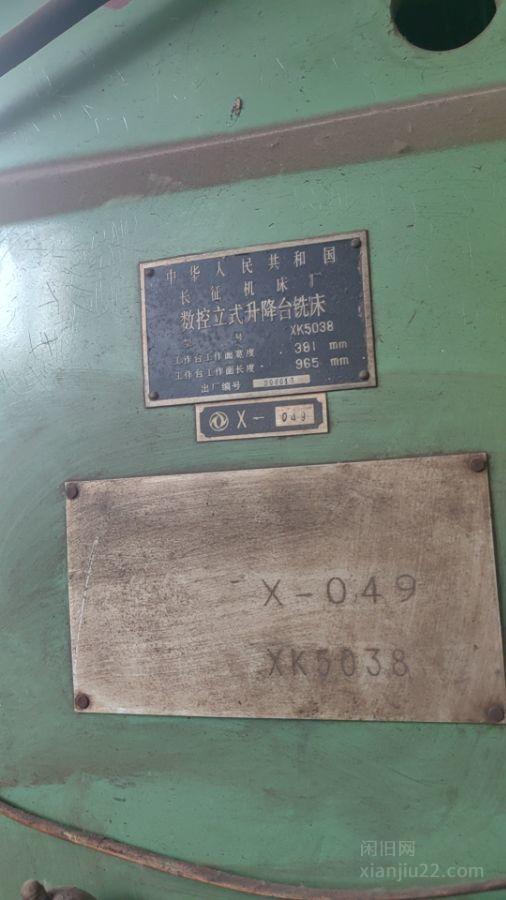 中华人民共和国
长征机床厂
数控立式升降台铣床
型号 XK5038
工作台工作面宽度 381 mm
工作台工作面长度 965 mm
出厂编号
X-049
X-049
XK5038
闲旧网
xianjiu22.com